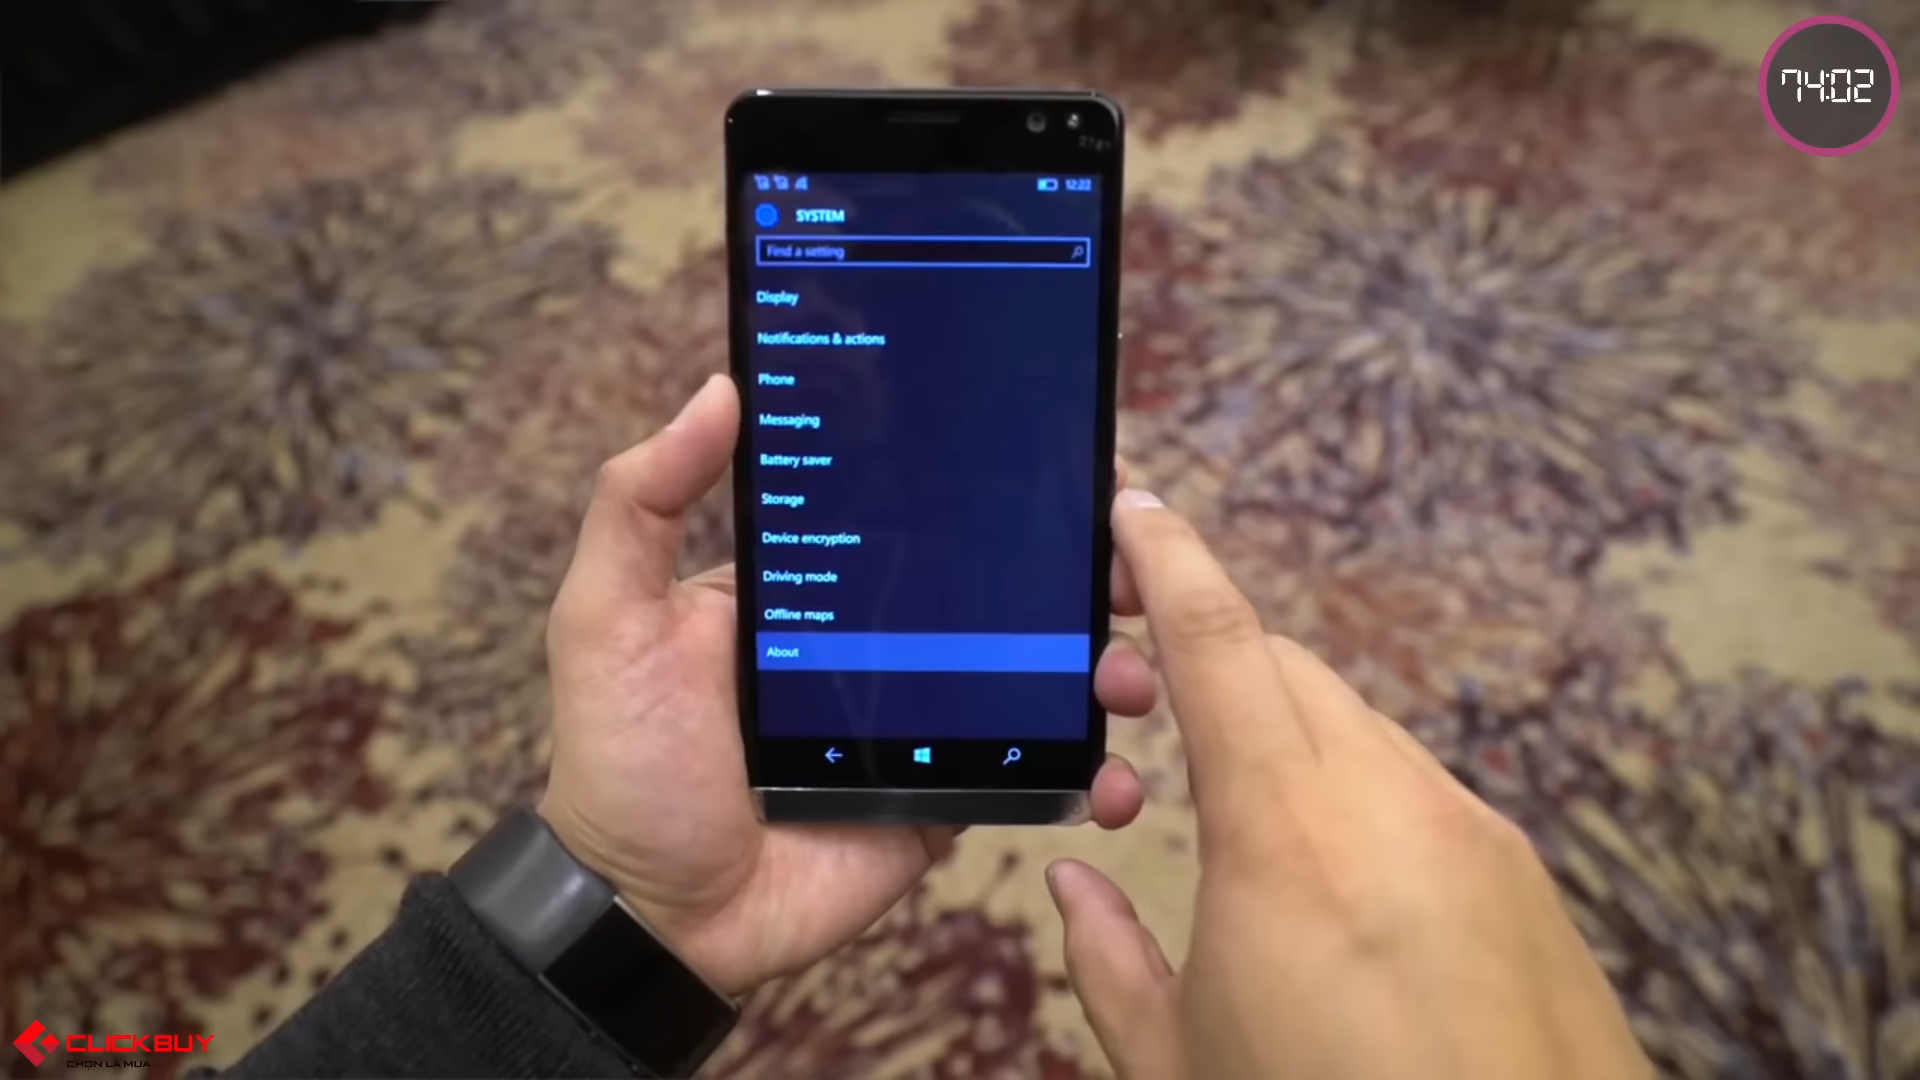 74:02
12:22
SYSTEM
Find a setting
Display
Notifications & actions
Phone
Messaging
Battery saver
Storage
Device encryption
Driving mode
Offline maps
About
CLICKBUY
CHỌN LA MUA